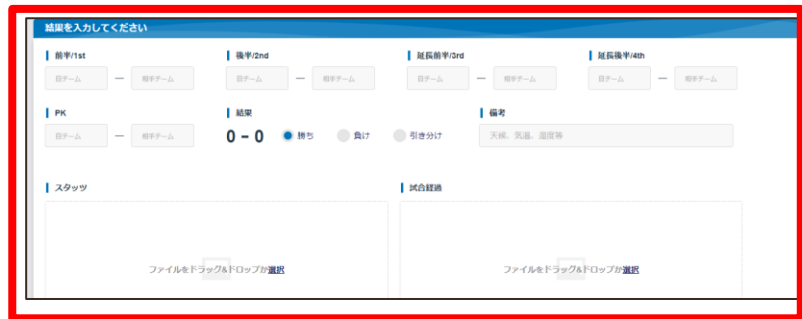 結果を入力してください
前半/1st 後半/2nd 延長前半/3rd 延長後半/4th
自チーム — 相手チーム 自チーム — 相手チーム 自チーム — 相手チーム 自チーム — 相手チーム
PK 結果 備考
自チーム — 相手チーム 0 - 0 勝ち 負け 引き分け 天候、気温、湿度等
スタッツ 試合経過
ファイルをドラッグ&ドロップか選択 ファイルをドラッグ&ドロップか選択